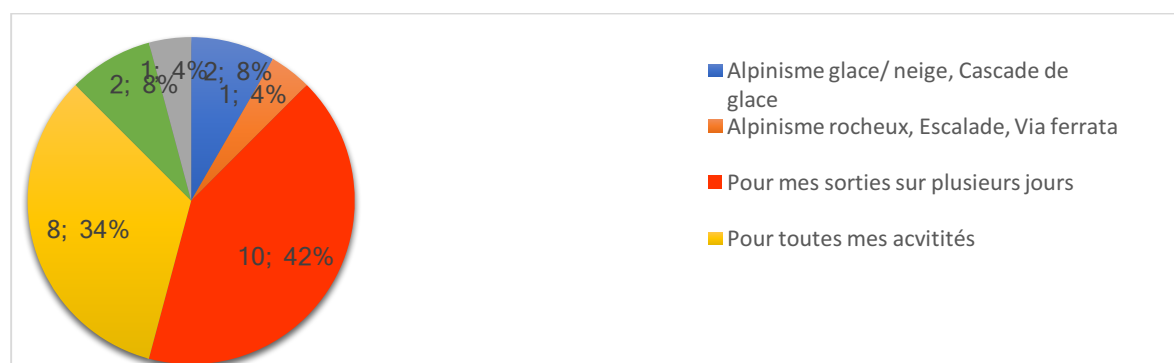 1; 4%
2; 8%
2; 8%
1; 4%
8; 34%
10; 42%
Alpinisme glace/ neige, Cascade de
glace
Alpinisme rocheux, Escalade, Via ferrata
Pour mes sorties sur plusieurs jours
Pour toutes mes acvitités